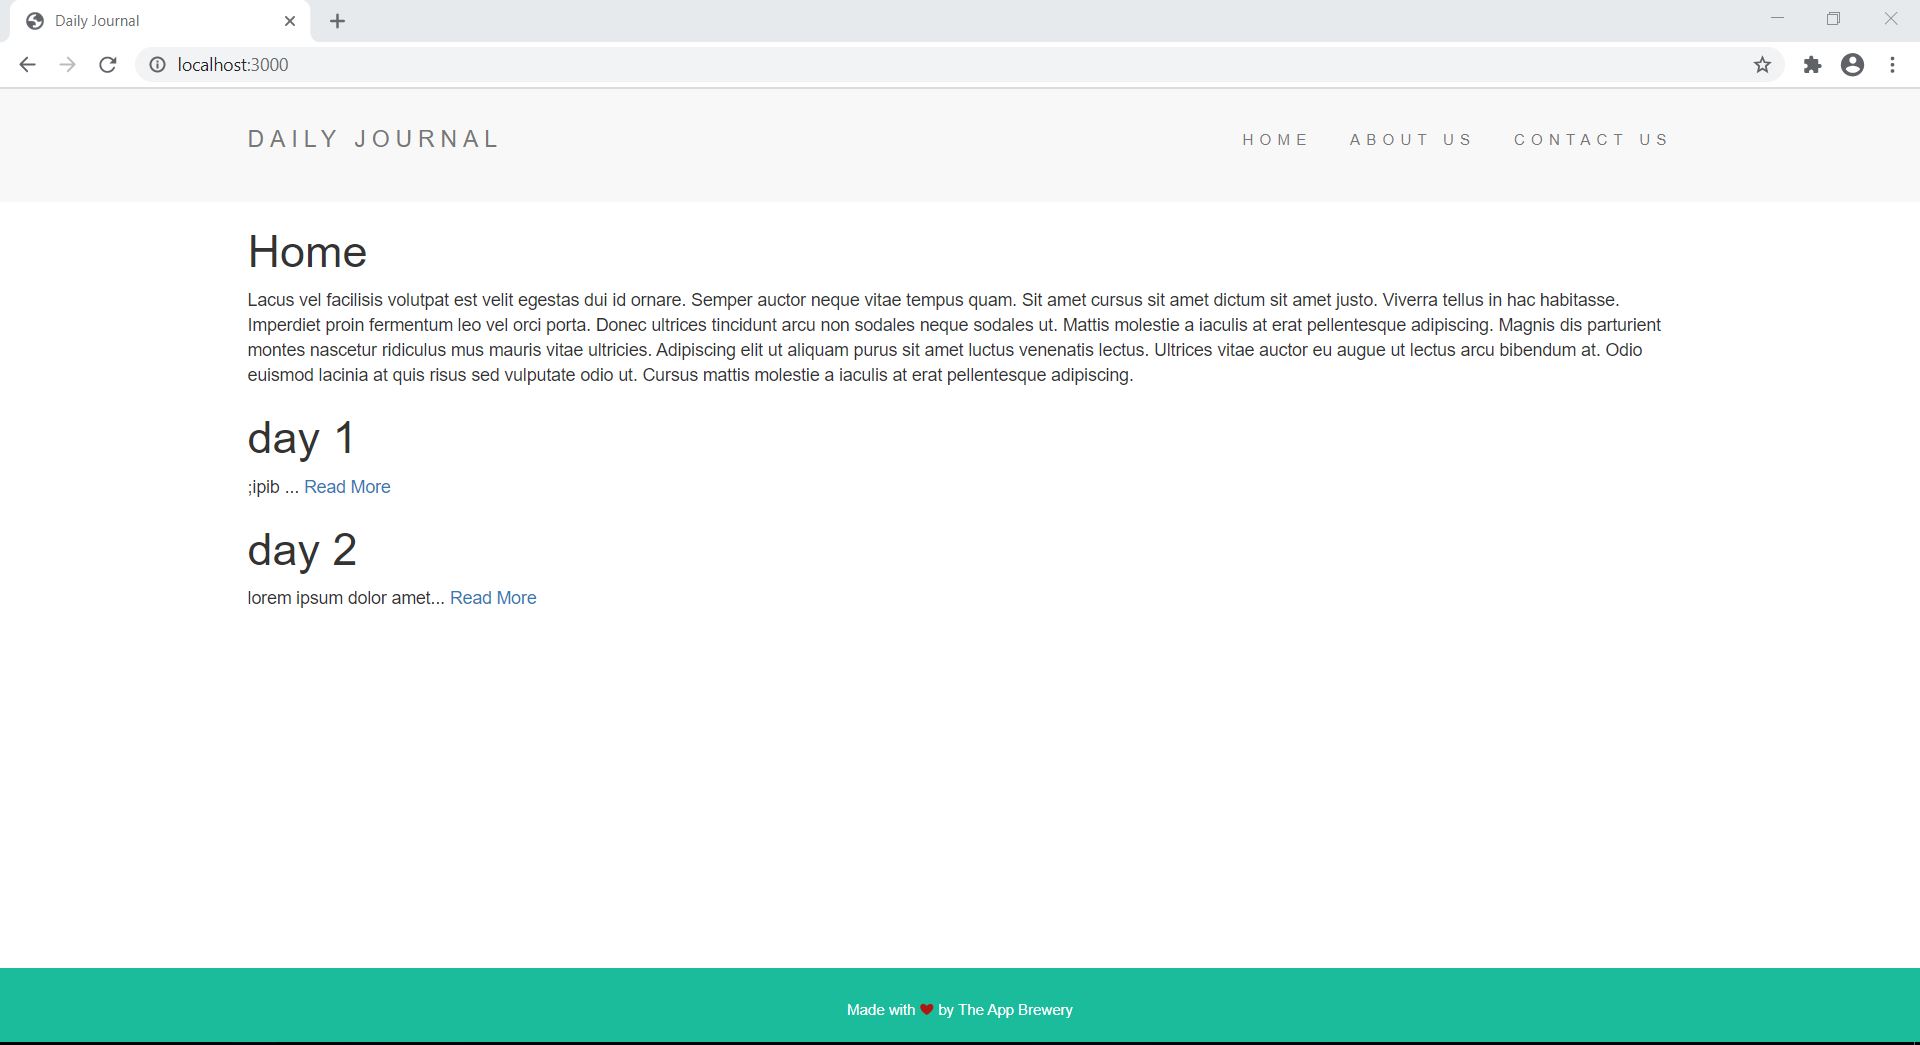 Daily Journal
localhost:3000
DAILY JOURNAL
HOME ABOUT US CONTACT US
Home
Lacus vel facilisis volutpat est velit egestas dui id ornare. Semper auctor neque vitae tempus quam. Sit amet cursus sit amet dictum sit amet justo. Viverra tellus in hac habitasse.
Imperdiet proin fermentum leo vel orci porta. Donec ultrices tincidunt arcu non sodales neque sodales ut. Mattis molestie a iaculis at erat pellentesque adipiscing. Magnis dis parturient
montes nascetur ridiculus mus mauris vitae ultricies. Adipiscing elit ut aliquam purus sit amet luctus venenatis lectus. Ultrices vitae auctor eu augue ut lectus arcu bibendum at. Odio
euismod lacinia at quis risus sed vulputate odio ut. Cursus mattis molestie a iaculis at erat pellentesque adipiscing.
day 1
;ipib ... Read More
day 2
lorem ipsum dolor amet... Read More
Made with ❤ by The App Brewery